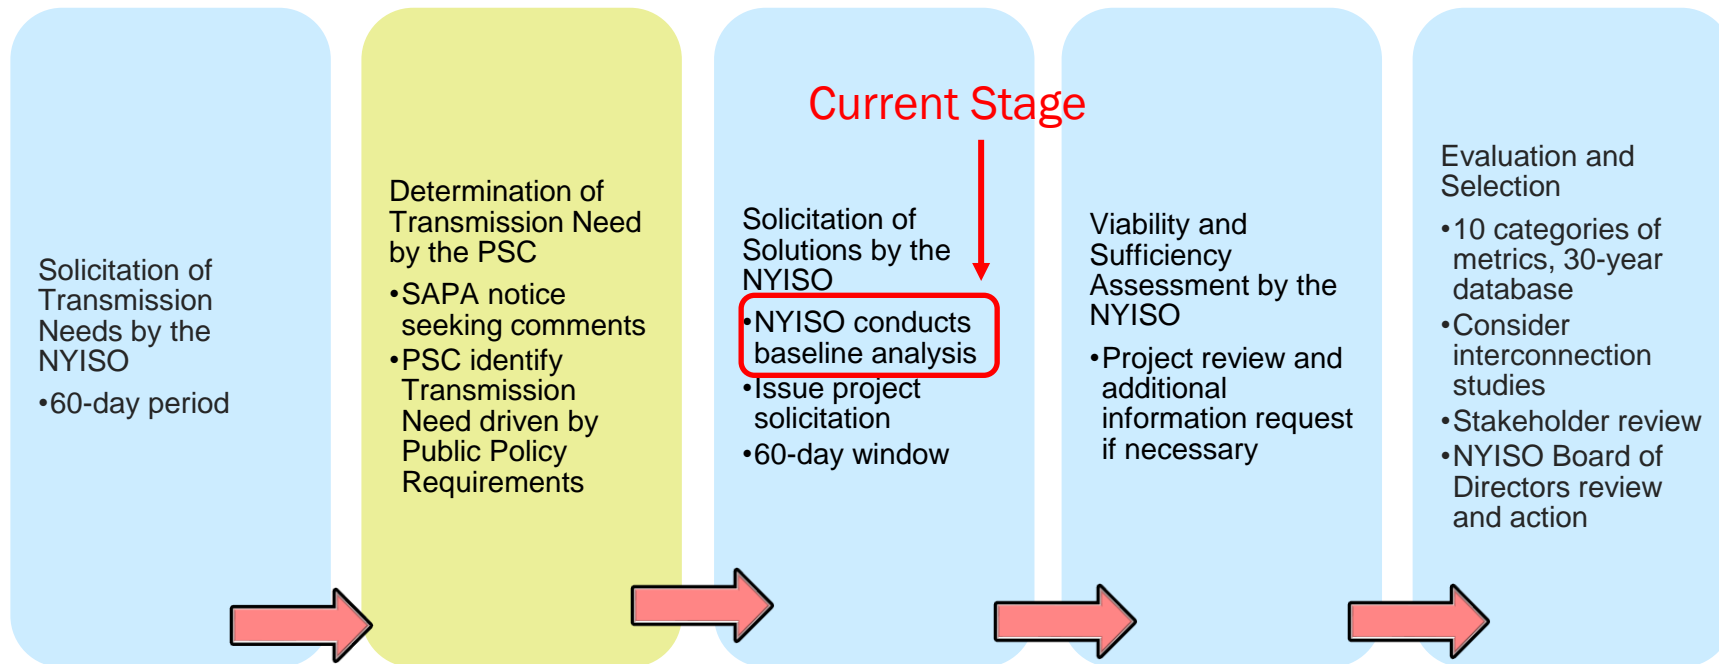 Solicitation of
Transmission
Needs by the
NYISO
•60-day period
Determination of
Transmission Need
by the PSC
•SAPA notice
seeking comments
•PSC identify
Transmission
Need driven by
Public Policy
Requirements
Current Stage
Solicitation of
Solutions by the
NYISO
•NYISO conducts
baseline analysis
•Issue project
solicitation
•60-day window
Viability and
Sufficiency
Assessment by the
NYISO
•Project review and
additional
information request
if necessary
Evaluation and
Selection
•10 categories of
metrics, 30-year
database
•Consider
interconnection
studies
•Stakeholder review
•NYISO Board of
Directors review
and action